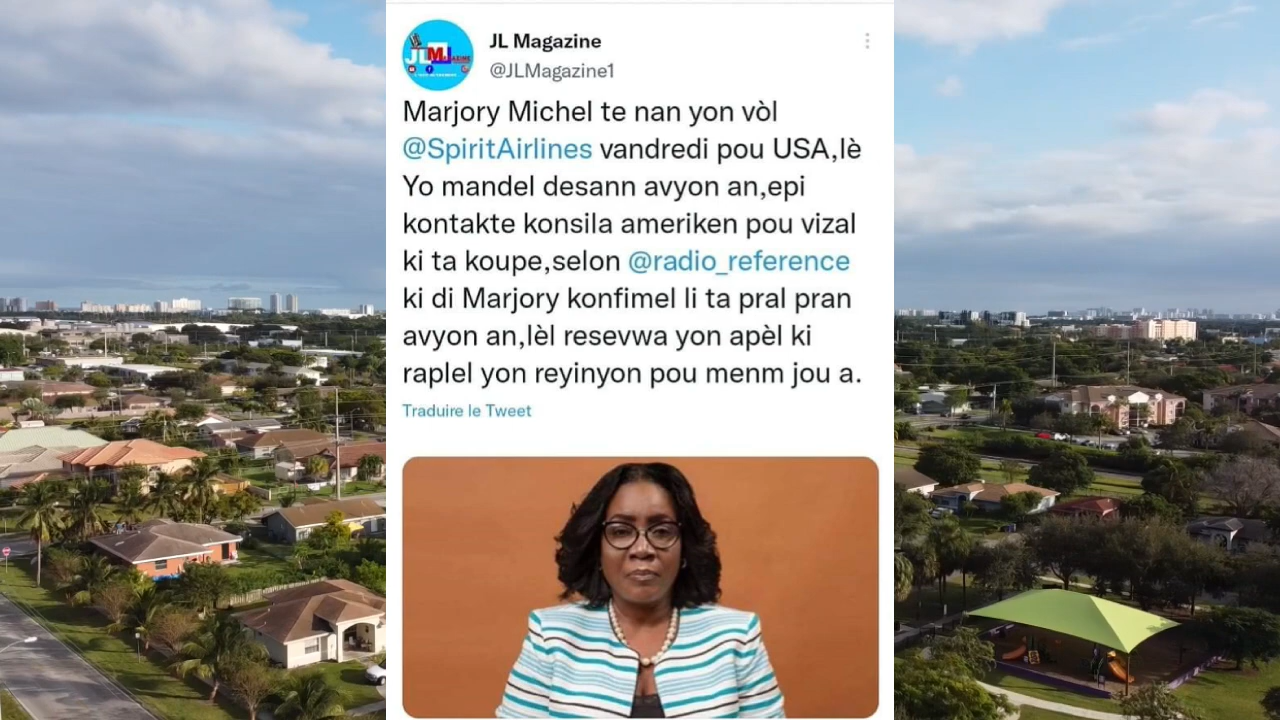 JL Magazine
@JLMagazine1
Marjory Michel te nan yon vòl
@SpiritAirlines vandredi pou USA,lè
Yo mandel desann avyon an,epi
kontakte konsila ameriken pou vizal
ki ta koupe,selon @radio_reference
ki di Marjory konfimel li ta pral pran
avyon an,lèl resevwa yon apèl ki
raplel yon reyinyon pou menm jou a.
Traduire le Tweet